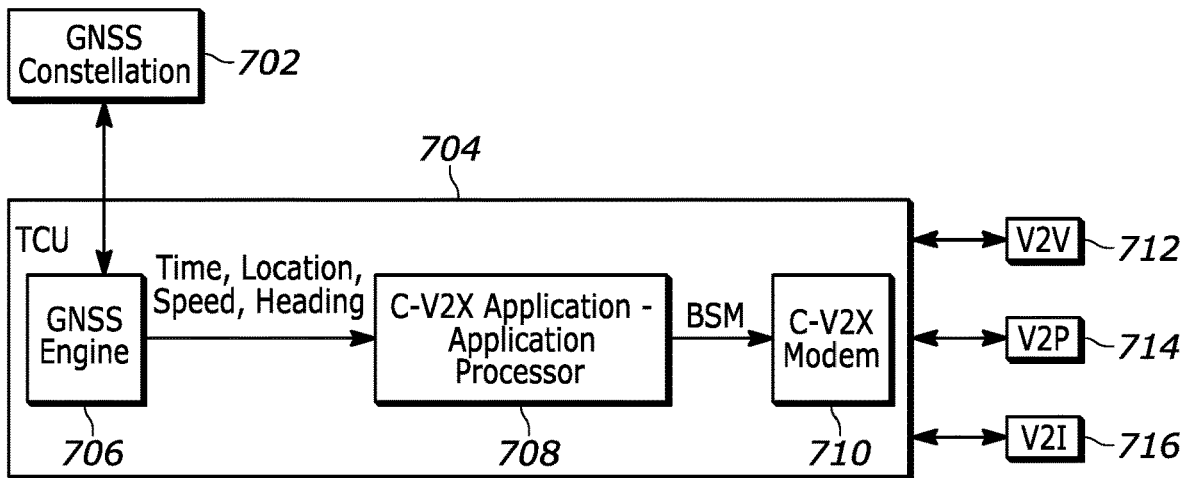 GNSS
Constellation
702
704
TCU
GNSS
Engine
706
Time, Location,
Speed, Heading
C-V2X Application -
Application
Processor
708
BSM
C-V2X
Modem
710
V2V
712
V2P
714
V2I
716